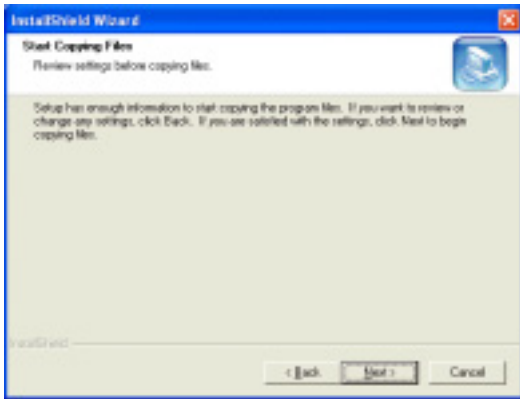 InstallShield Wizard
Start Copying Files
Review settings before copying files.
Setup has enough information to start copying the program files. If you want to review or
change any settings, click Back. If you are satisfied with the settings, click Next to begin
copying files.
InstallShield
< Back
Next >
Cancel